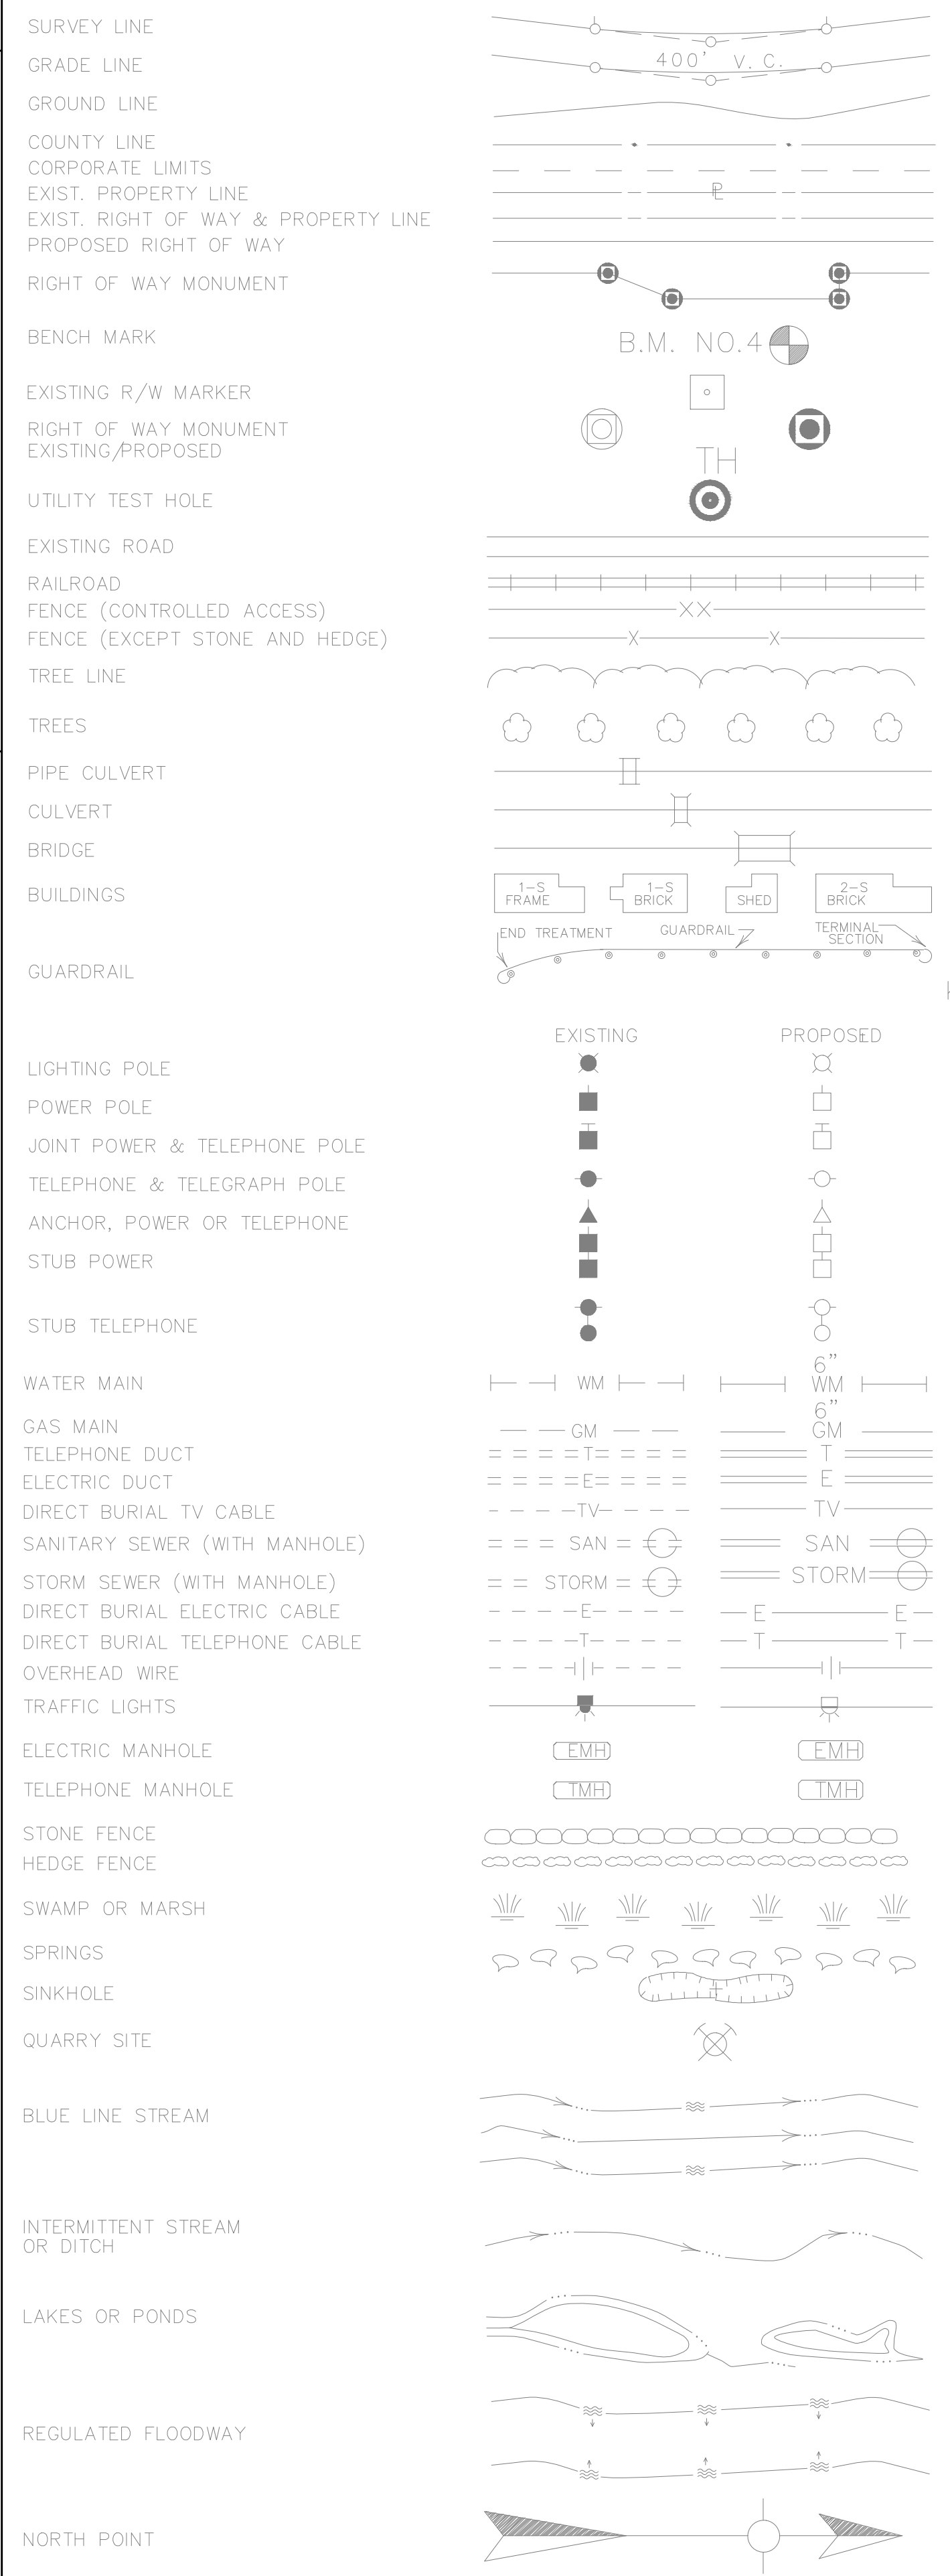 SURVEY LINE
GRADE LINE
400' V.C.
GROUND LINE
COUNTY LINE
CORPORATE LIMITS
EXIST. PROPERTY LINE
PL
EXIST. RIGHT OF WAY & PROPERTY LINE
PROPOSED RIGHT OF WAY
RIGHT OF WAY MONUMENT
BENCH MARK
B.M. NO.4
EXISTING R/W MARKER
RIGHT OF WAY MONUMENT
EXISTING/PROPOSED
TH
UTILITY TEST HOLE
EXISTING ROAD
RAILROAD
FENCE (CONTROLLED ACCESS)
XX
FENCE (EXCEPT STONE AND HEDGE)
X X
TREE LINE
TREES
PIPE CULVERT
CULVERT
BRIDGE
BUILDINGS
1-S
FRAME
1-S
BRICK
SHED
2-S
BRICK
END TREATMENT
GUARDRAIL
TERMINAL
SECTION
GUARDRAIL
EXISTING PROPOSED
LIGHTING POLE
POWER POLE
JOINT POWER & TELEPHONE POLE
TELEPHONE & TELEGRAPH POLE
ANCHOR, POWER OR TELEPHONE
STUB POWER
STUB TELEPHONE
6"
WATER MAIN WM WM
6"
GAS MAIN GM GM
TELEPHONE DUCT T T
ELECTRIC DUCT E E
DIRECT BURIAL TV CABLE TV TV
SANITARY SEWER (WITH MANHOLE) SAN SAN
STORM SEWER (WITH MANHOLE) STORM STORM
DIRECT BURIAL ELECTRIC CABLE E E E
DIRECT BURIAL TELEPHONE CABLE T T T
OVERHEAD WIRE
TRAFFIC LIGHTS
ELECTRIC MANHOLE EMH EMH
TELEPHONE MANHOLE TMH TMH
STONE FENCE
HEDGE FENCE
SWAMP OR MARSH
SPRINGS
SINKHOLE
QUARRY SITE
BLUE LINE STREAM
INTERMITTENT STREAM
OR DITCH
LAKES OR PONDS
REGULATED FLOODWAY
NORTH POINT